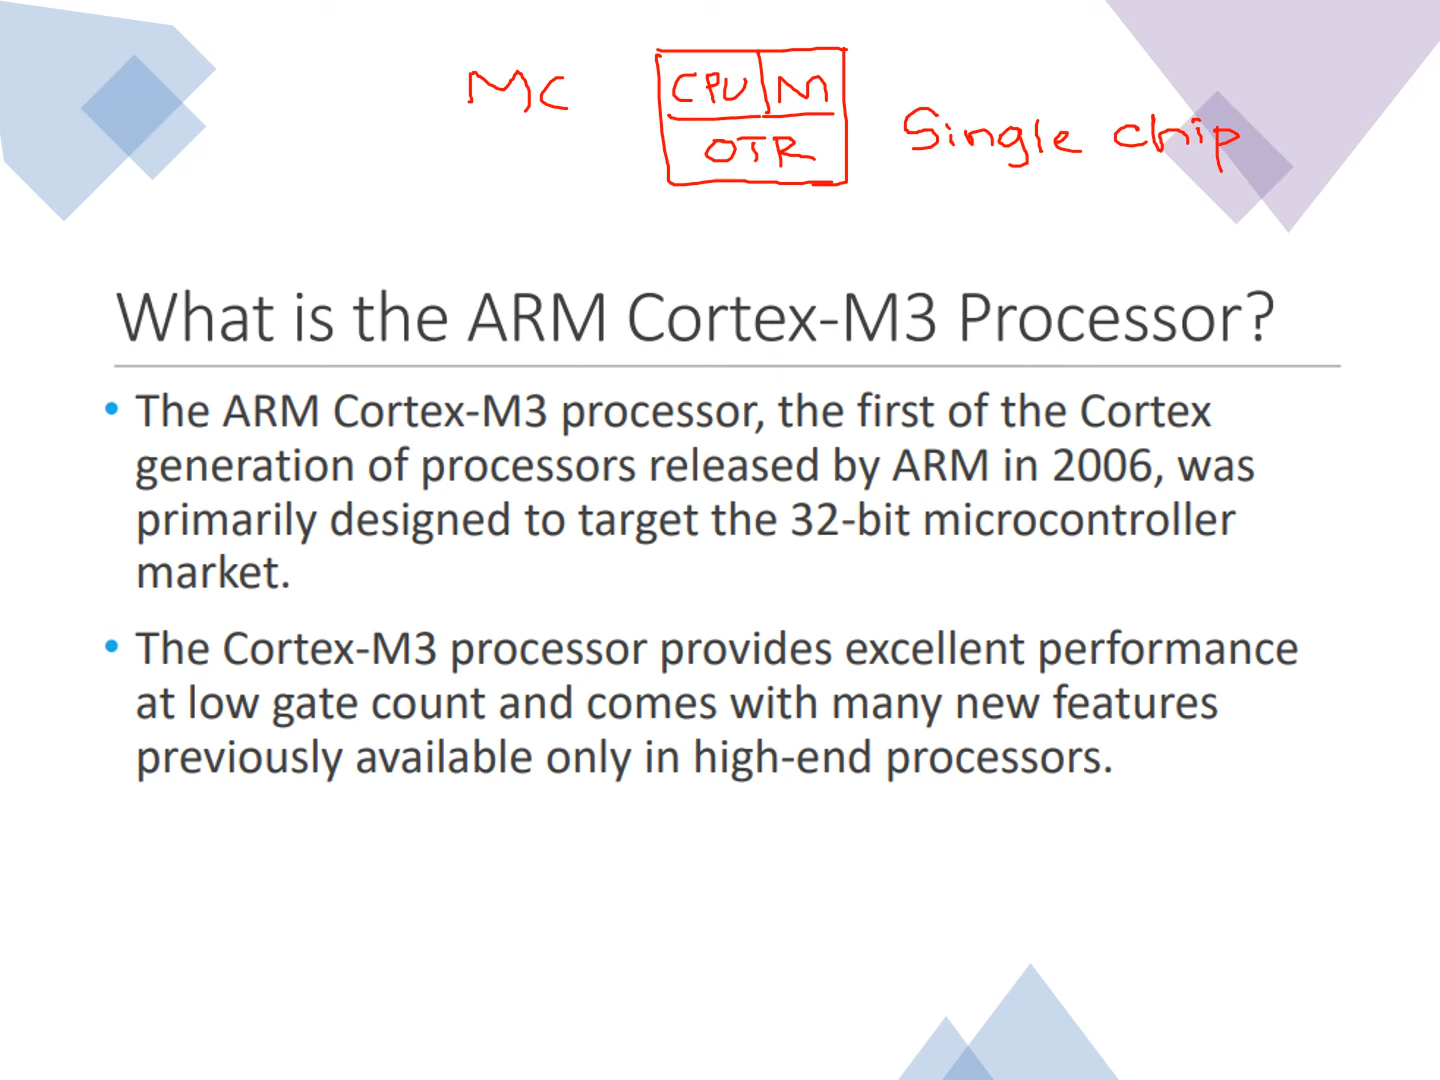 MC
CPU M
OTR
Single chip
What is the ARM Cortex-M3 Processor?
• The ARM Cortex-M3 processor, the first of the Cortex
generation of processors released by ARM in 2006, was
primarily designed to target the 32-bit microcontroller
market.
• The Cortex-M3 processor provides excellent performance
at low gate count and comes with many new features
previously available only in high-end processors.